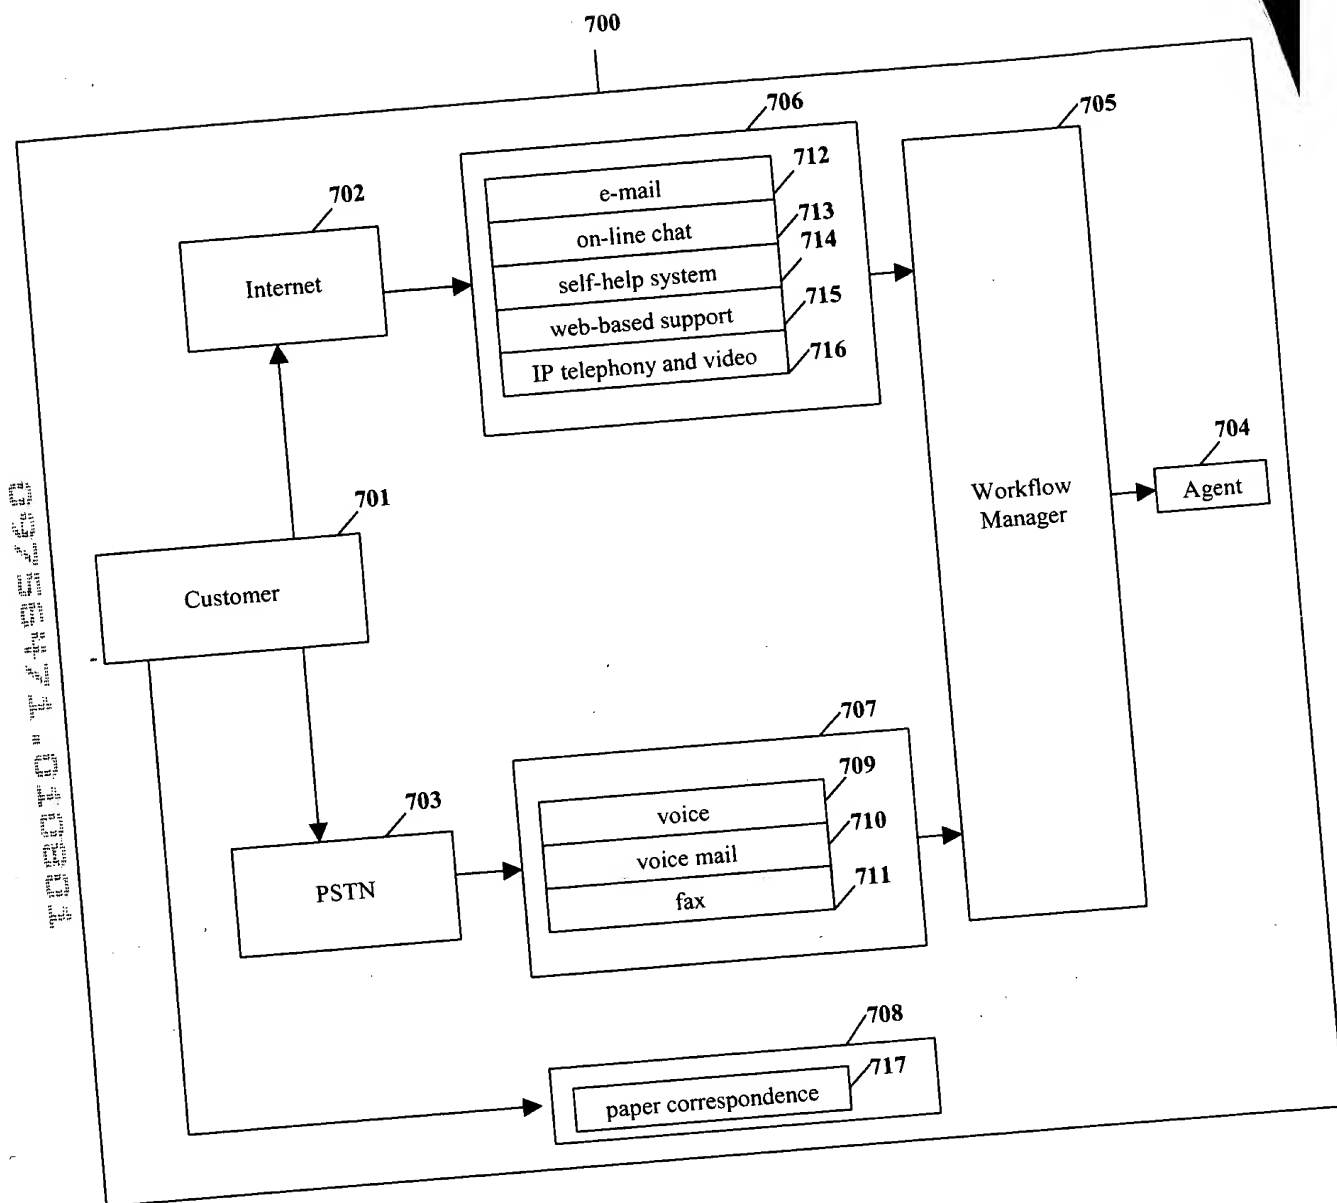 700
706
705
712
e-mail
702
713
on-line chat
714
self-help system
Internet
715
web-based support
716
IP telephony and video
704
Workflow
Manager
Agent
701
Customer
707
709
voice
703
710
voice mail
PSTN
711
fax
708
717
paper correspondence